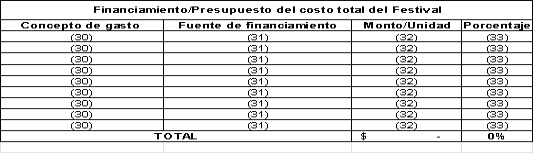 Financiamiento/Presupuesto del costo total del Festival
Concepto de gasto Fuente de financiamiento Monto/Unidad Porcentaje
(30) (31) (32) (33)
(30) (31) (32) (33)
(30) (31) (32) (33)
(30) (31) (32) (33)
(30) (31) (32) (33)
(30) (31) (32) (33)
(30) (31) (32) (33)
(30) (31) (32) (33)
(30) (31) (32) (33)
TOTAL $ - 0%